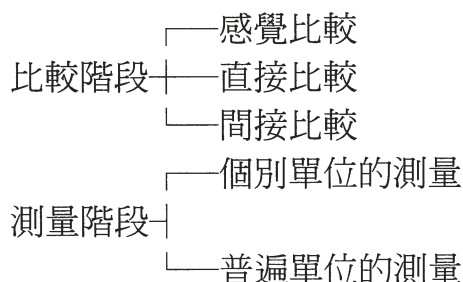 感覺比較
比較階段 直接比較
間接比較
個別單位的測量
測量階段
普遍單位的測量